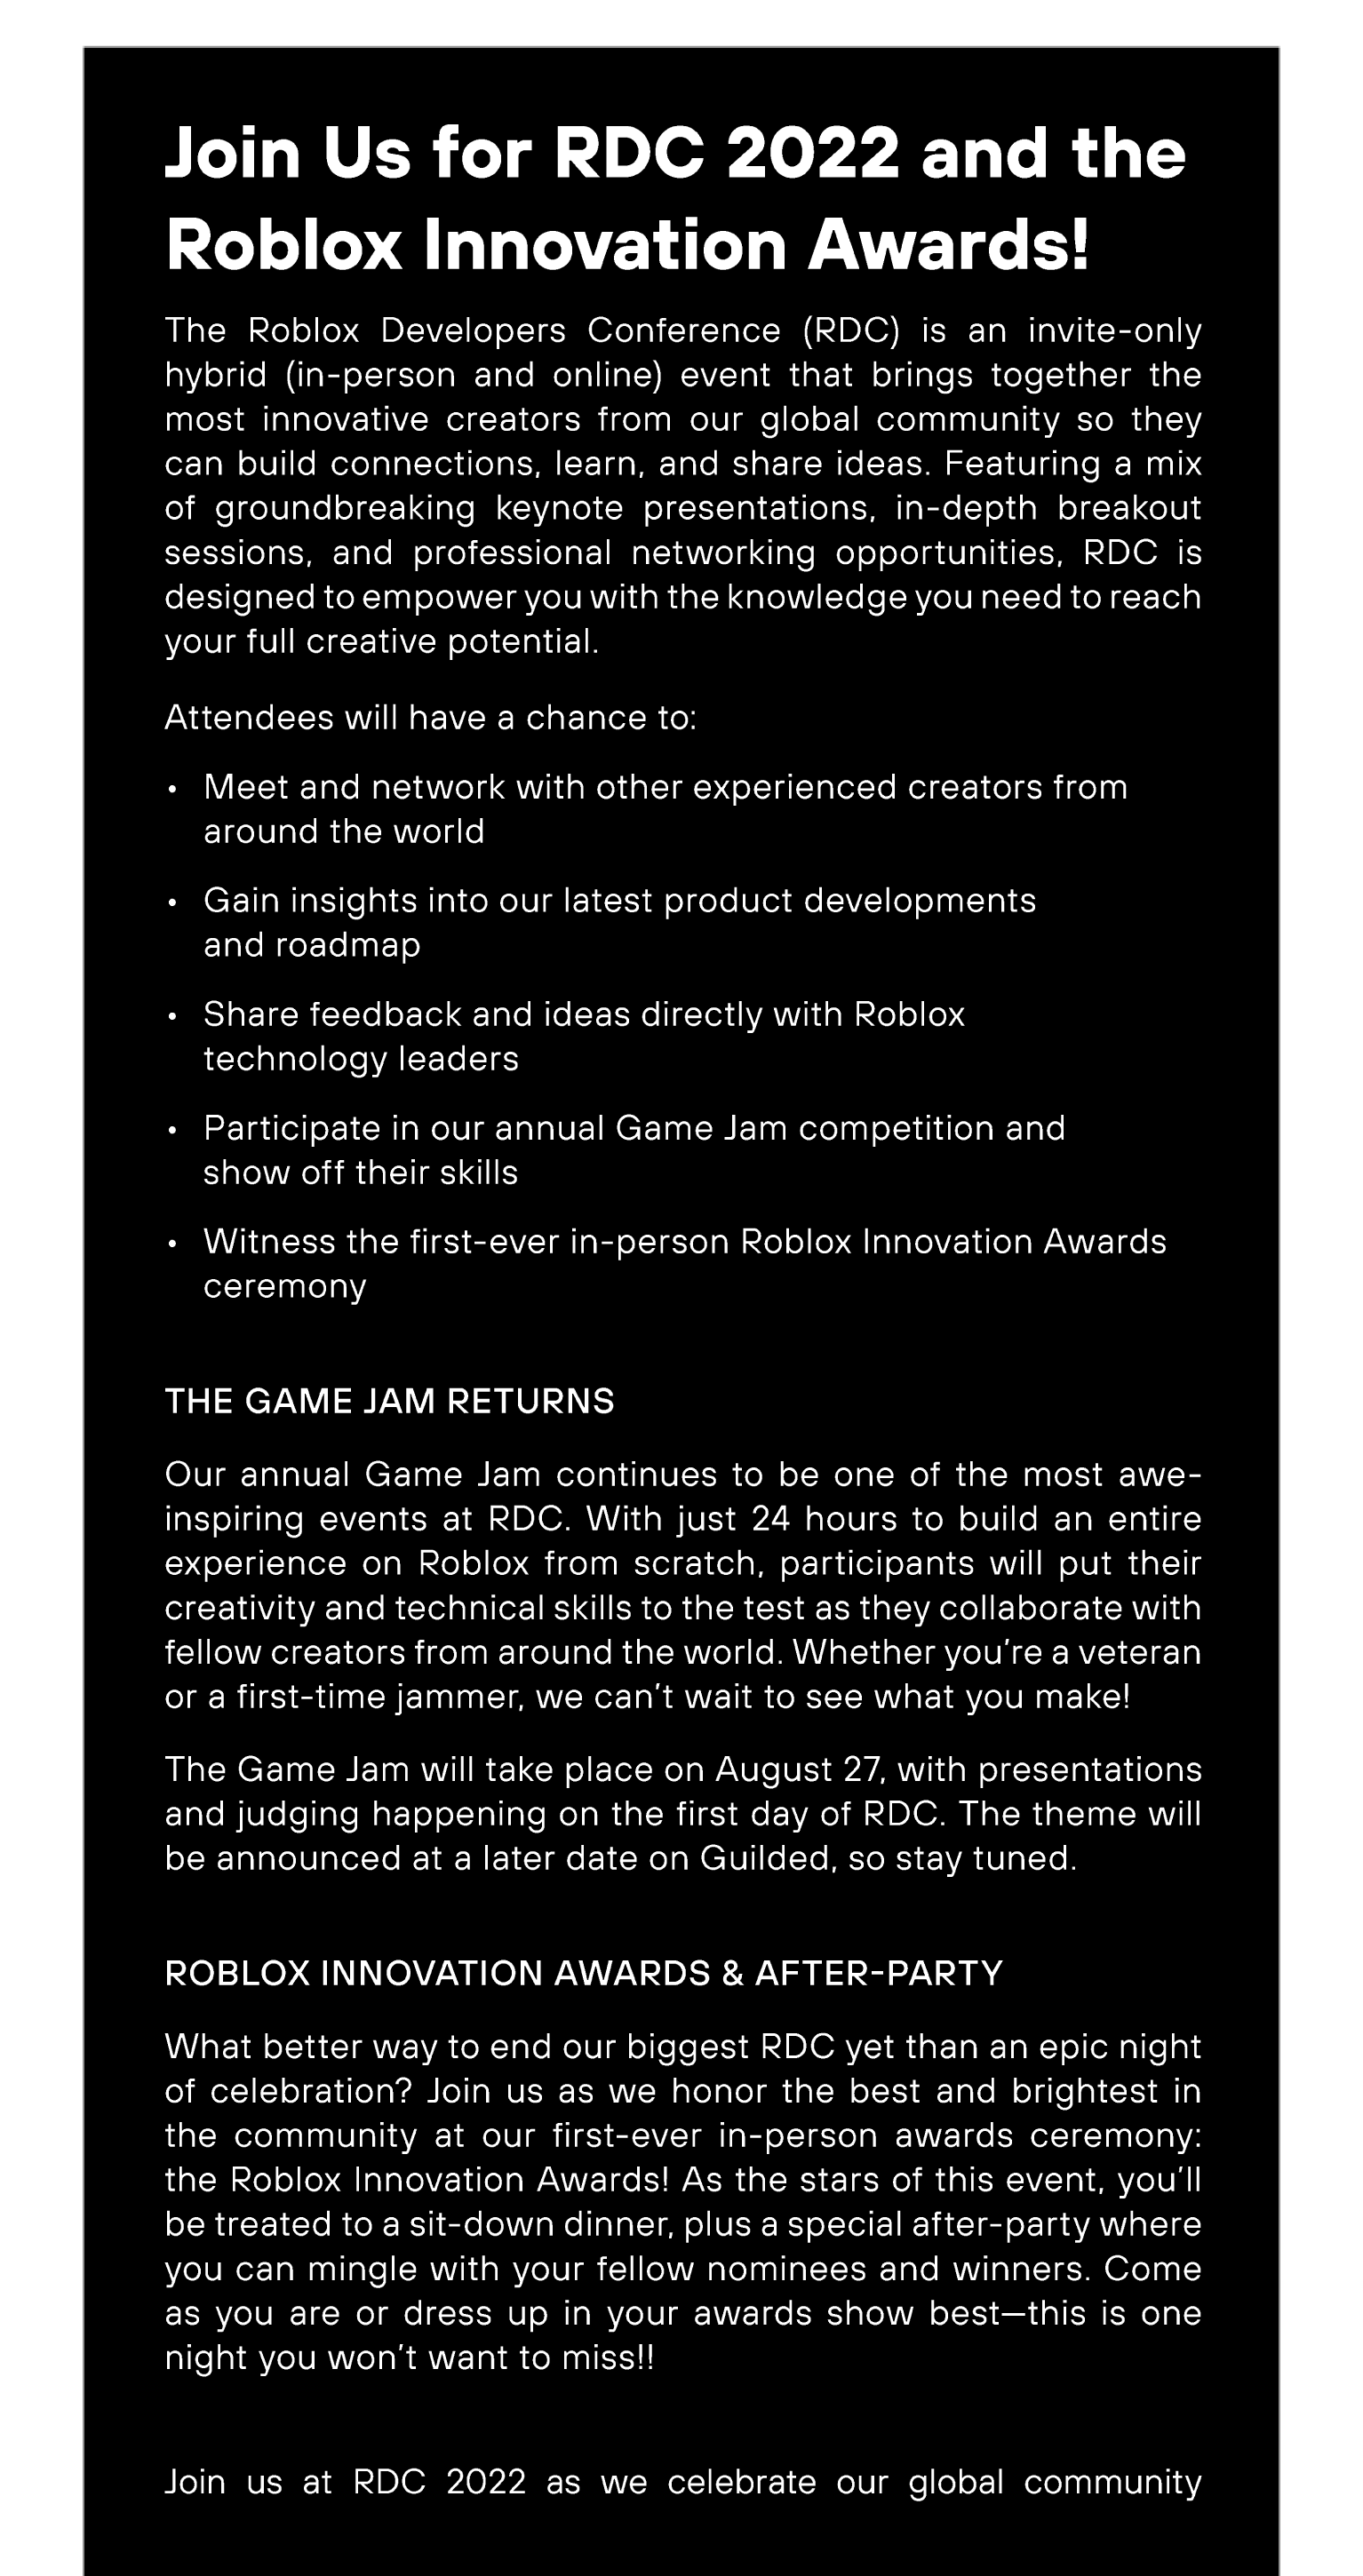 Join Us for RDC 2022 and the
Roblox Innovation Awards!
The Roblox Developers Conference (RDC) is an invite-only
hybrid (in-person and online) event that brings together the
most innovative creators from our global community so they
can build connections, learn, and share ideas. Featuring a mix
of groundbreaking keynote presentations, in-depth breakout
sessions, and professional networking opportunities, RDC is
designed to empower you with the knowledge you need to reach
your full creative potential.
Attendees will have a chance to:
• Meet and network with other experienced creators from
around the world
• Gain insights into our latest product developments
and roadmap
• Share feedback and ideas directly with Roblox
technology leaders
• Participate in our annual Game Jam competition and
show off their skills
• Witness the first-ever in-person Roblox Innovation Awards
ceremony
THE GAME JAM RETURNS
Our annual Game Jam continues to be one of the most awe-
inspiring events at RDC. With just 24 hours to build an entire
experience on Roblox from scratch, participants will put their
creativity and technical skills to the test as they collaborate with
fellow creators from around the world. Whether you’re a veteran
or a first-time jammer, we can’t wait to see what you make!
The Game Jam will take place on August 27, with presentations
and judging happening on the first day of RDC. The theme will
be announced at a later date on Guilded, so stay tuned.
ROBLOX INNOVATION AWARDS & AFTER-PARTY
What better way to end our biggest RDC yet than an epic night
of celebration? Join us as we honor the best and brightest in
the community at our first-ever in-person awards ceremony:
the Roblox Innovation Awards! As the stars of this event, you’ll
be treated to a sit-down dinner, plus a special after-party where
you can mingle with your fellow nominees and winners. Come
as you are or dress up in your awards show best—this is one
night you won’t want to miss!!
Join us at RDC 2022 as we celebrate our global community